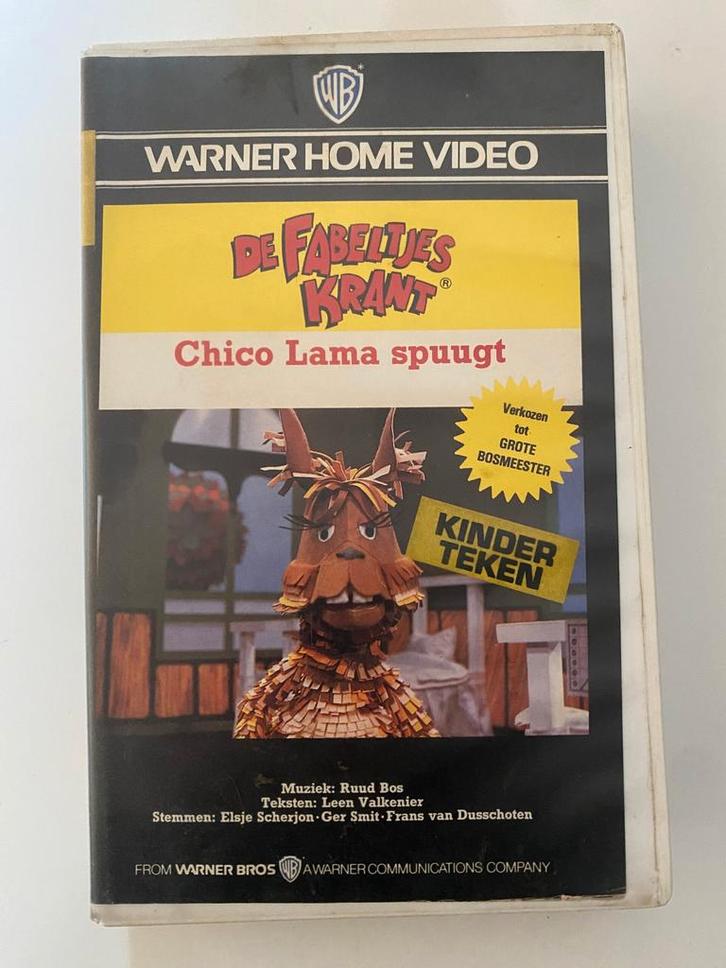 WB
WARNER HOME VIDEO
DE FABELTJES
KRANT®
Chico Lama spuugt
Verkozen
tot
GROTE
BOSMEESTER
KINDER
TEKEN
Muziek: Ruud Bos
Teksten: Leen Valkenier
Stemmen: Elsje Scherjon · Ger Smit · Frans van Dusschoten
FROM WARNER BROS WB A WARNER COMMUNICATIONS COMPANY